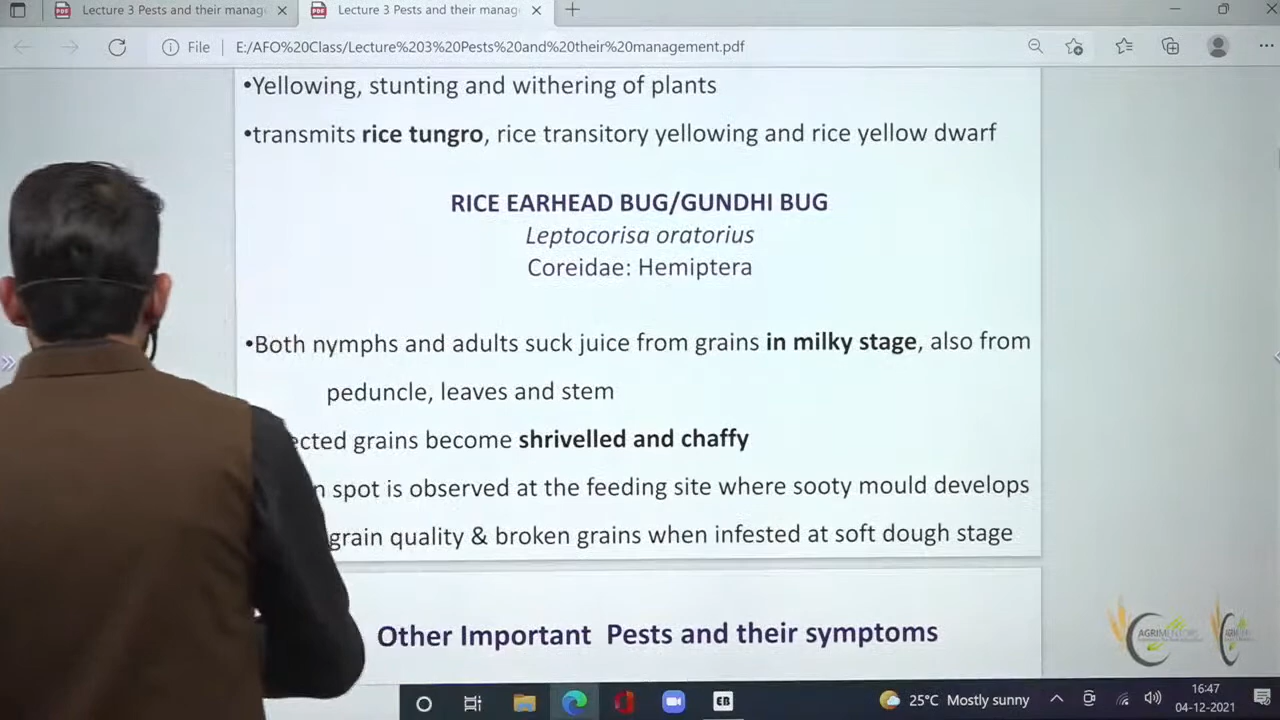 Lecture 3 Pests and their manag
Lecture 3 Pests and their manag
File
E:/AFO%20Class/Lecture%203%20Pests%20and%20their%20management.pdf
•Yellowing, stunting and withering of plants
•transmits rice tungro, rice transitory yellowing and rice yellow dwarf
RICE EARHEAD BUG/GUNDHI BUG
Leptocorisa oratorius
Coreidae: Hemiptera
•Both nymphs and adults suck juice from grains in milky stage, also from
peduncle, leaves and stem
ected grains become shrivelled and chaffy
n spot is observed at the feeding site where sooty mould develops
grain quality & broken grains when infested at soft dough stage
Other Important Pests and their symptoms
AGRIMENTORS
25°C Mostly sunny
16:47
04-12-2021